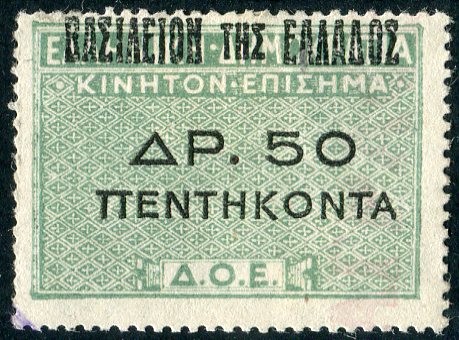 ΒΑΣΙΛΕΙΟΝ ΤΗΣ ΕΛΛΑΔΟΣ
ΚΙΝΗΤΟΝ·ΕΠΙΣΗΜΑ
ΔΡ. 50
ΠΕΝΤΗΚΟΝΤΑ
Δ.Ο.Ε.